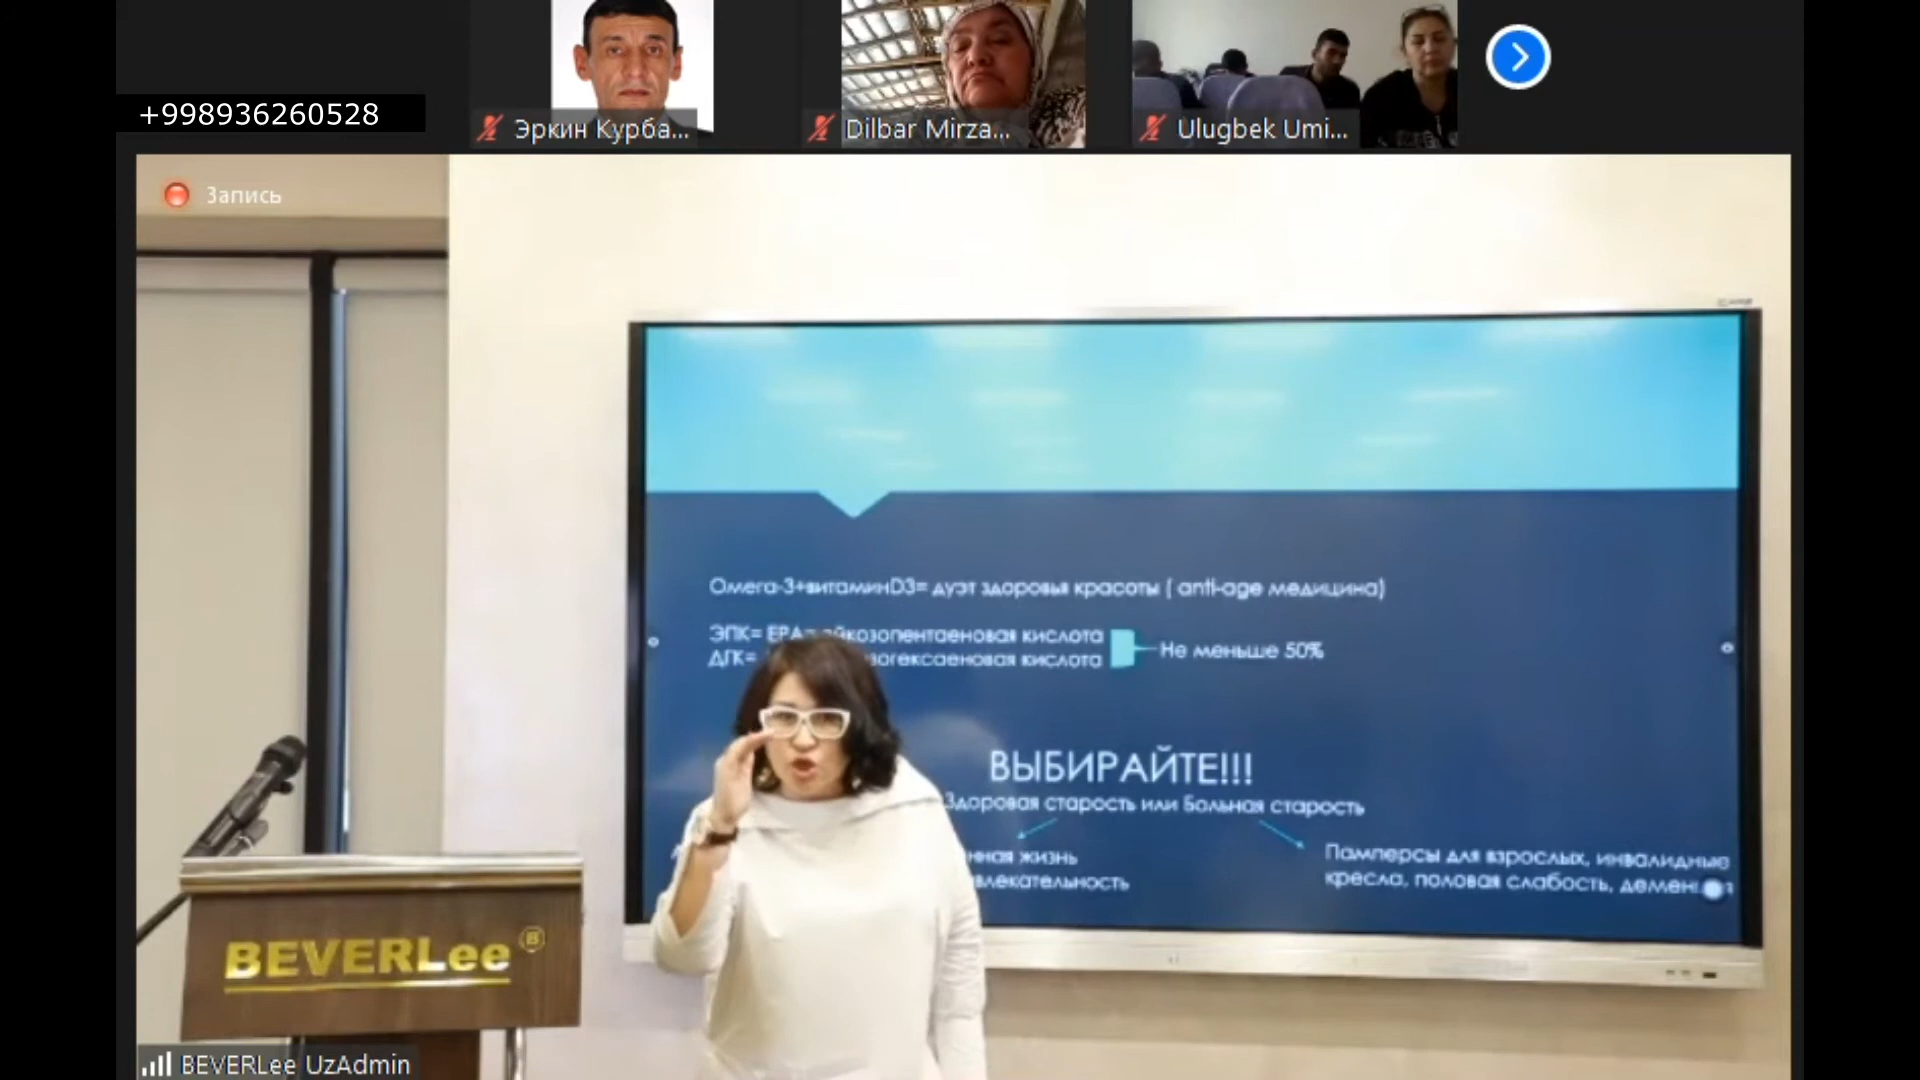 +998936260528
Эркин Курба...
Dilbar Mirza...
Ulugbek Umi...
Запись
Омега-3+витаминD3= дуэт здоровья красоты ( anti-age медицина)
ЭПК= EPA= эйкозопентаеновая кислота
ДГК=
Не меньше 50%
ВЫБИРАЙТЕ!!!
Здоровая старость или Больная старость
жизнь
Памперсы для взрослых, инвалидные
кресла, половая слабость,
BEVERLee
BEVERLee UzAdmin